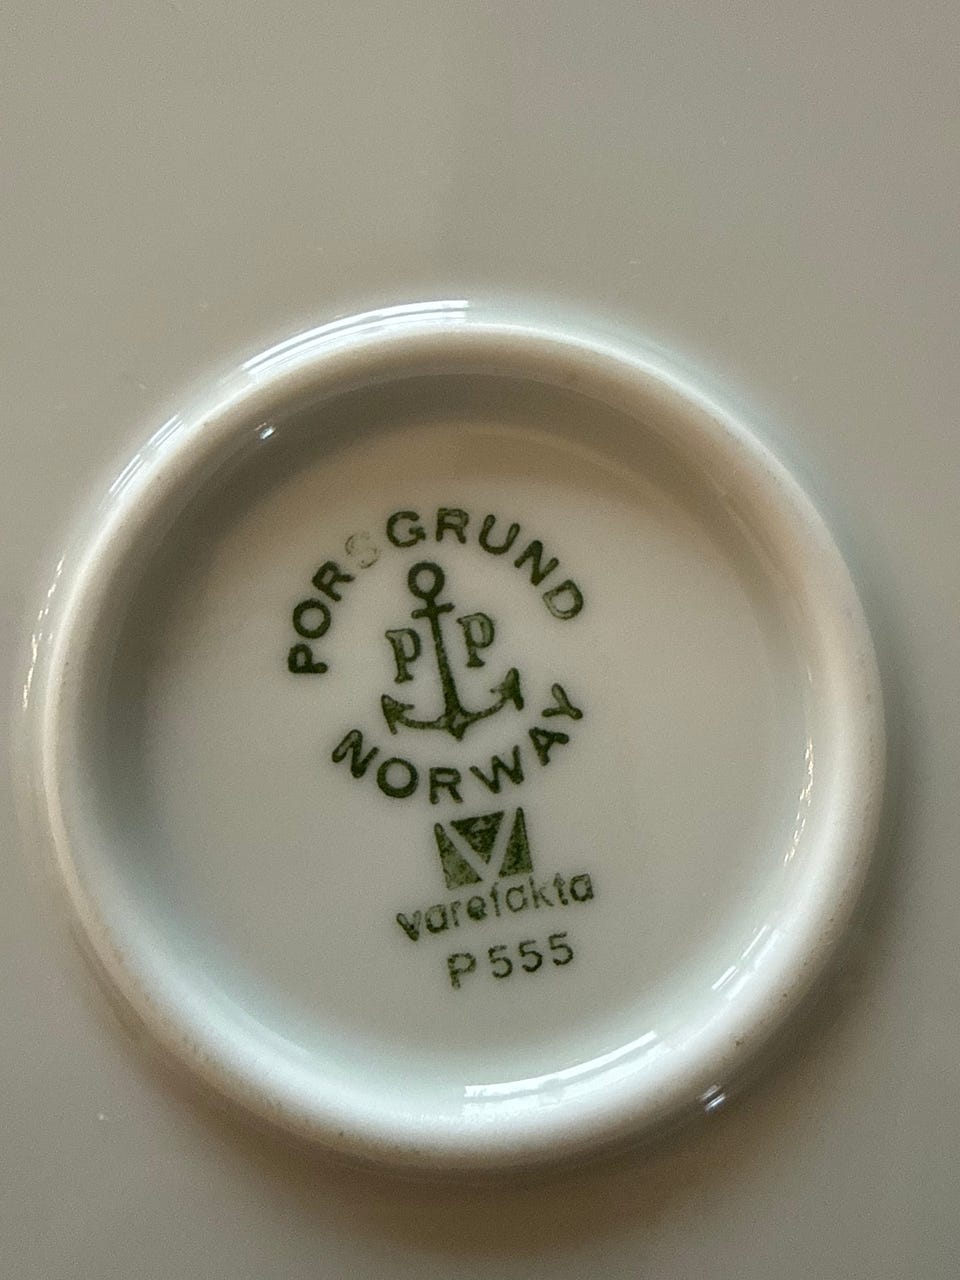 PORSGRUND
P P
NORWAY
varefakta
P555